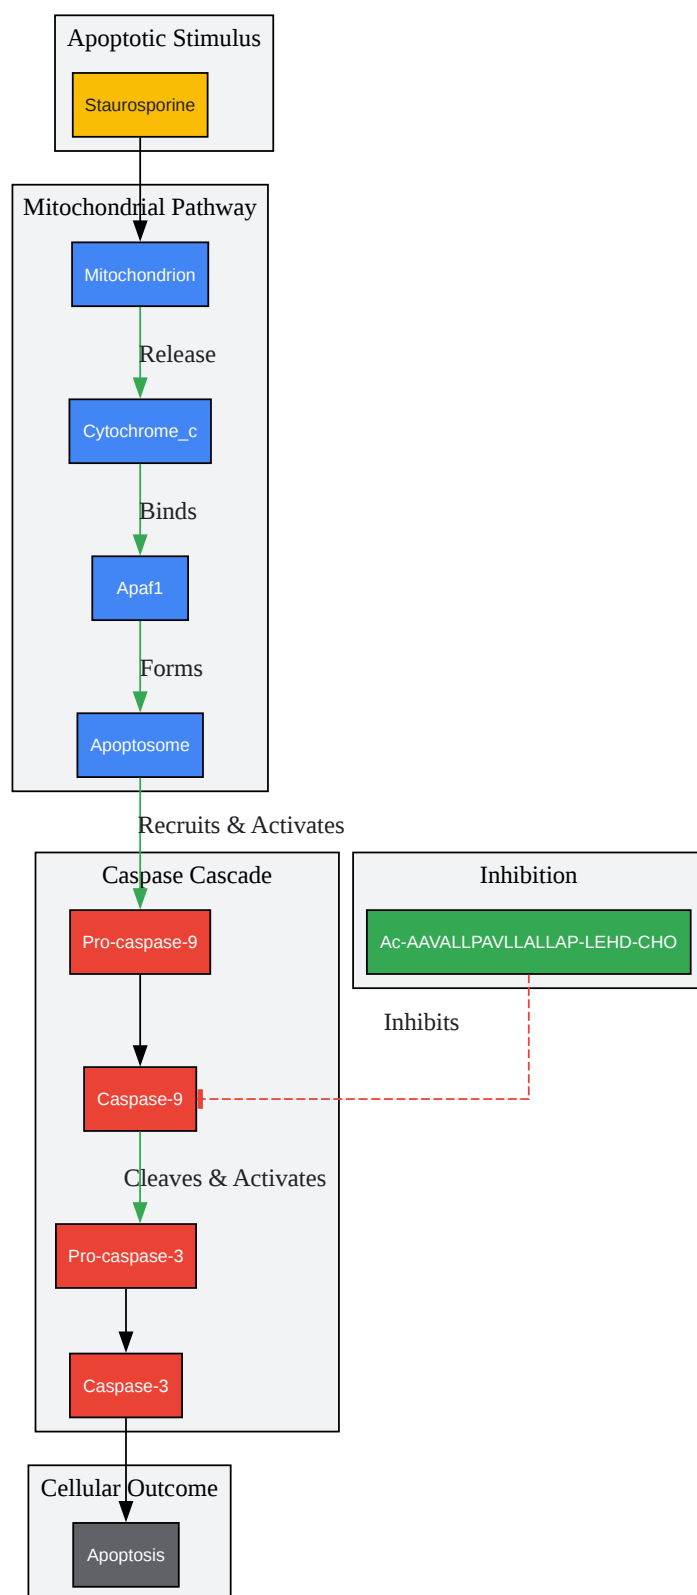 Apoptotic Stimulus
Staurosporine
Mitochondrial Pathway
Mitochondrion
Release
Cytochrome_c
Binds
Apaf1
Forms
Apoptosome
Recruits & Activates
Caspase Cascade
Inhibition
Pro-caspase-9
Ac-AAVALLPAVLLALLAP-LEHD-CHO
Inhibits
Caspase-9
Cleaves & Activates
Pro-caspase-3
Caspase-3
Cellular Outcome
Apoptosis